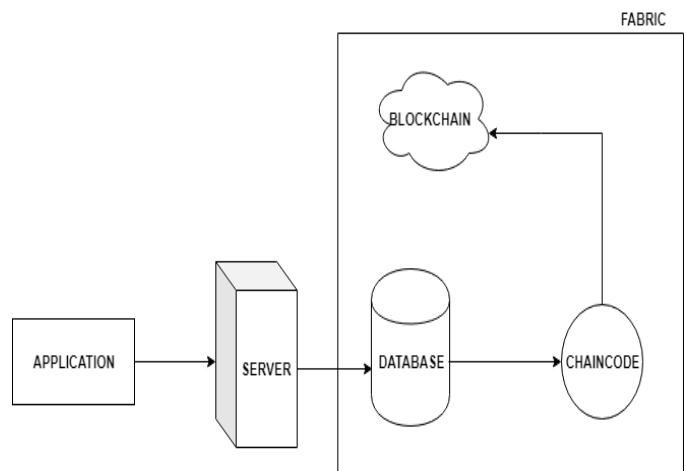 FABRIC
BLOCKCHAIN
APPLICATION
SERVER
DATABASE
CHAINCODE